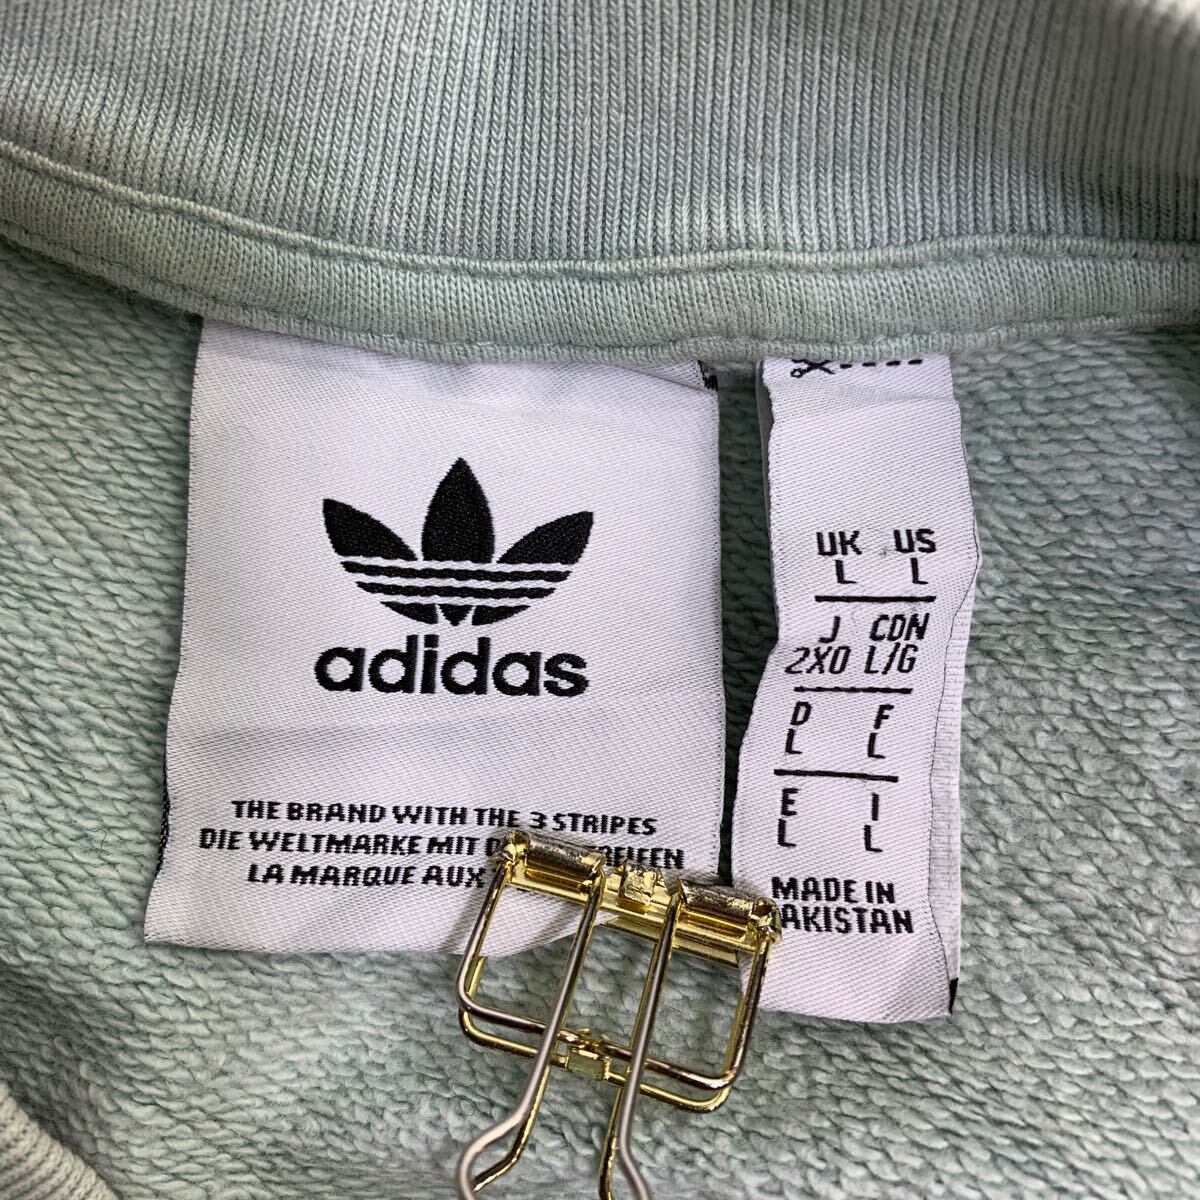 adidas
THE BRAND WITH THE 3 STRIPES
DIE WELTMARKE MIT
LA MARQUE AUX
UK US
L L
J CDN
2XO L/G
D F
L L
E I
L L
MADE IN
AKISTAN